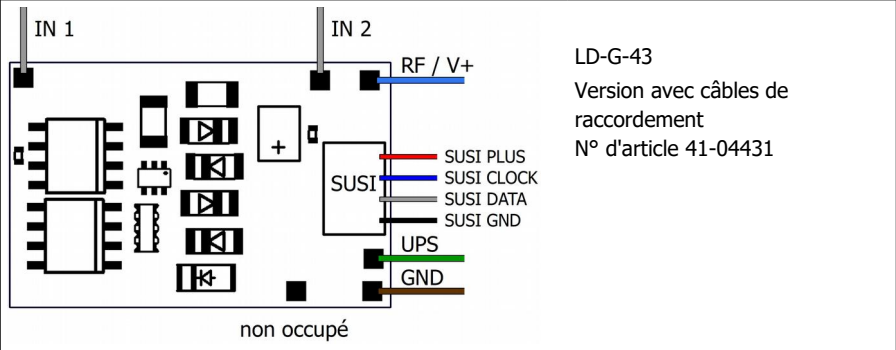 IN 1
IN 2
RF / V+
SUSI
SUSI PLUS
SUSI CLOCK
SUSI DATA
SUSI GND
UPS
GND
non occupé
+
LD-G-43
Version avec câbles de
raccordement
N° d'article 41-04431